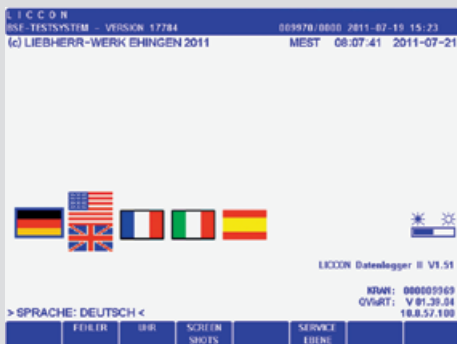 LICCON
BSE-TESTSYSTEM - VERSION 17784 009970/0000 2011-07-19 15:23
(c) LIEBHERR-WERK EHINGEN 2011 MEST 08:07:41 2011-07-21
LICCON Datenlogger II V1.51
KRAN: 000009969
QVisRT: V 01.39.04
10.0.57.100
> SPRACHE: DEUTSCH <
FEHLER UHR SCREEN SHOTS SERVICE EBENE